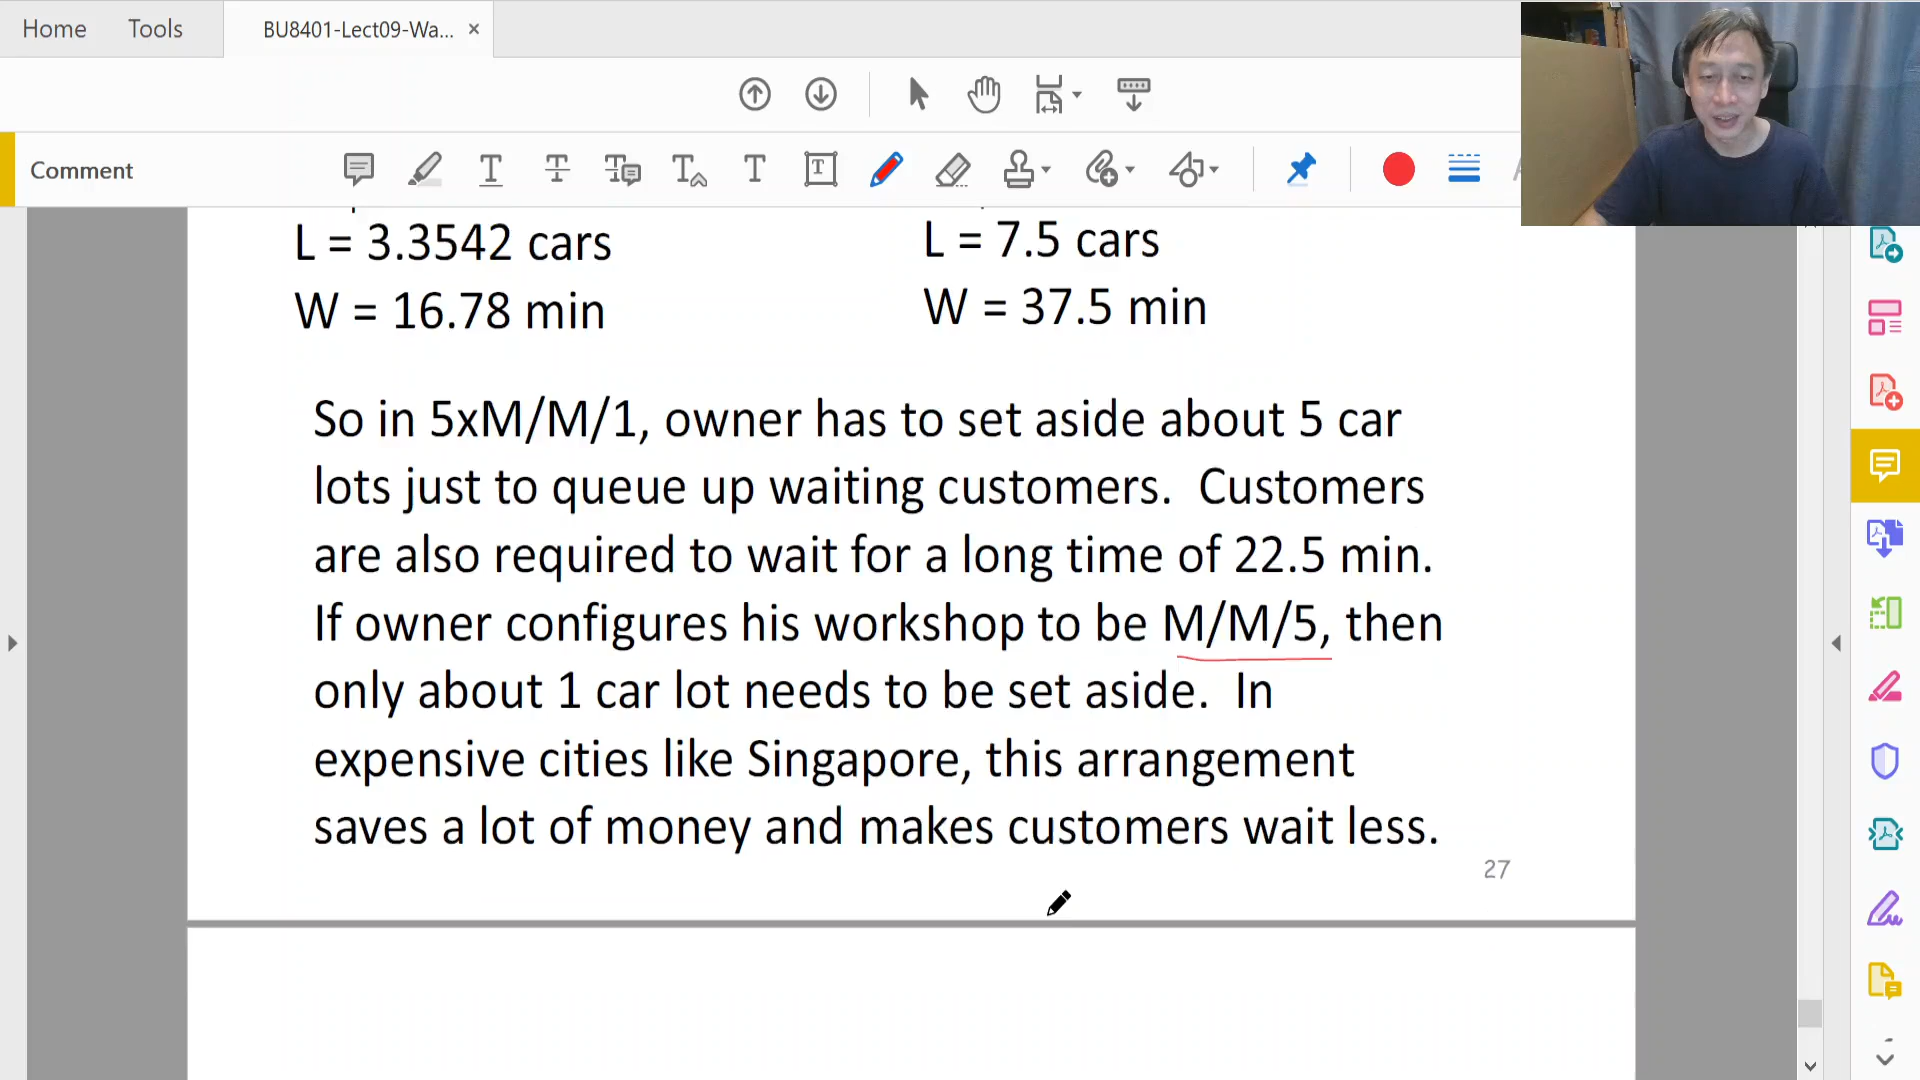 Home Tools BU8401-Lect09-Wa... ×
Comment
L = 3.3542 cars
W = 16.78 min
L = 7.5 cars
W = 37.5 min
So in 5xM/M/1, owner has to set aside about 5 car
lots just to queue up waiting customers. Customers
are also required to wait for a long time of 22.5 min.
If owner configures his workshop to be M/M/5, then
only about 1 car lot needs to be set aside. In
expensive cities like Singapore, this arrangement
saves a lot of money and makes customers wait less.
27